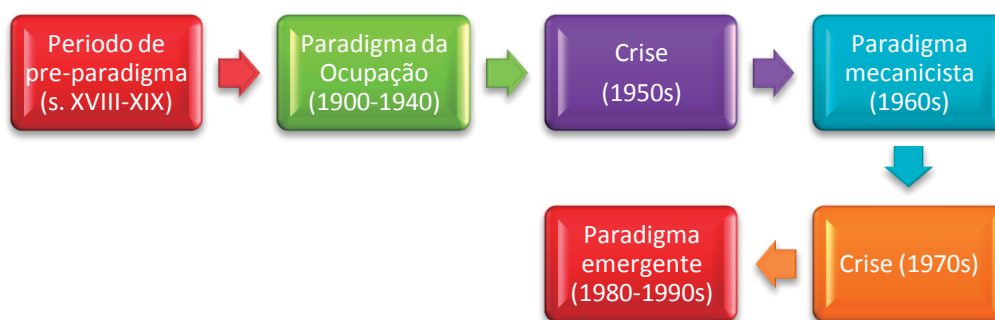 Periodo de
pre-paradigma
(s. XVIII-XIX)
Paradigma da
Ocupação
(1900-1940)
Crise
(1950s)
Paradigma
mecanicista
(1960s)
Crise (1970s)
Paradigma
emergente
(1980-1990s)